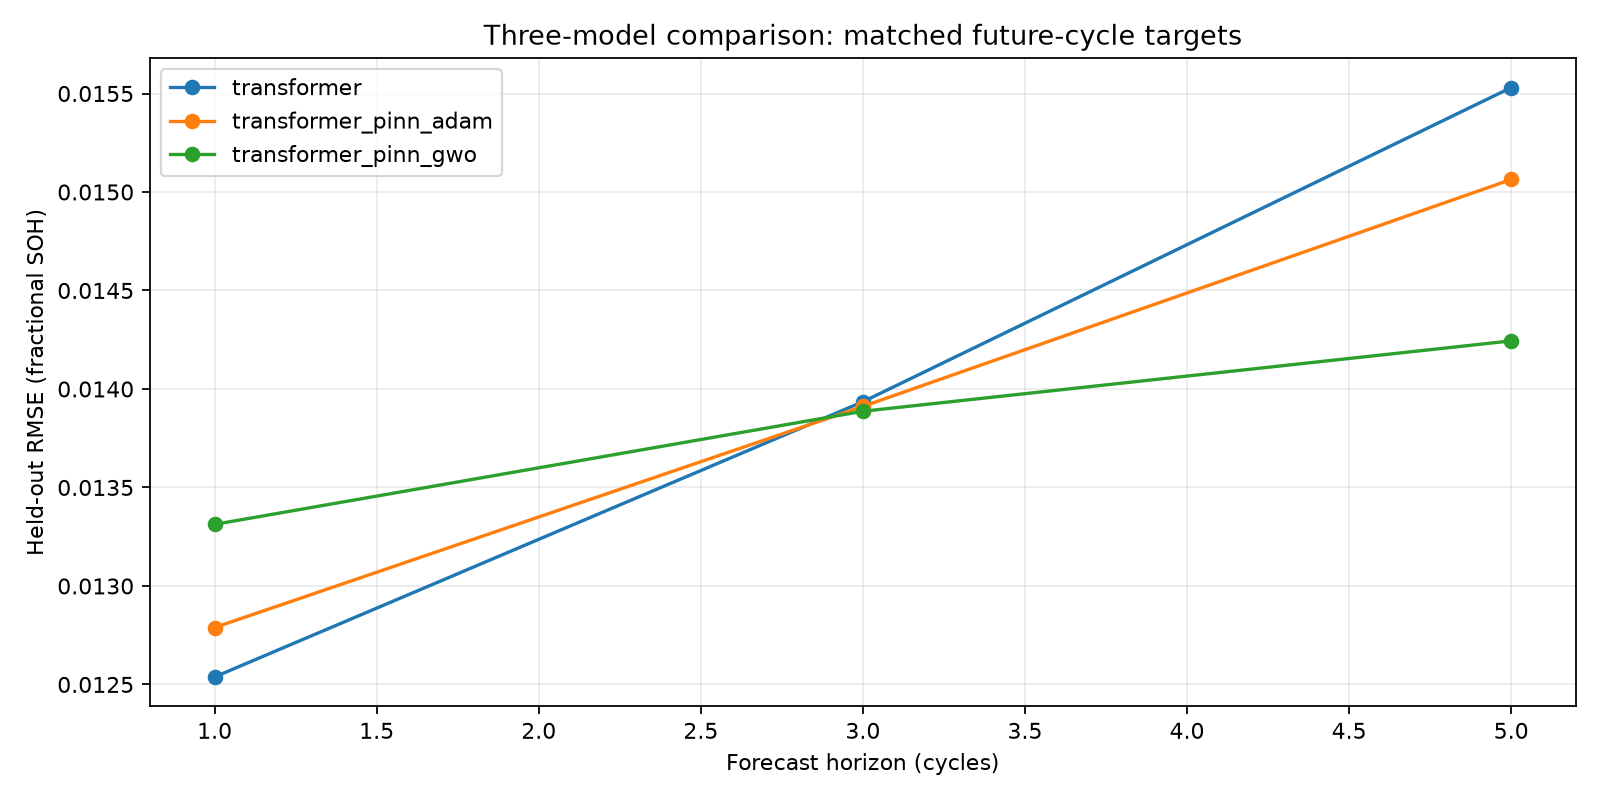 Three-model comparison: matched future-cycle targets
transformer
transformer_pinn_adam
transformer_pinn_gwo
Held-out RMSE (fractional SOH)
0.0155
0.0150
0.0145
0.0140
0.0135
0.0130
0.0125
1.0 1.5 2.0 2.5 3.0 3.5 4.0 4.5 5.0
Forecast horizon (cycles)